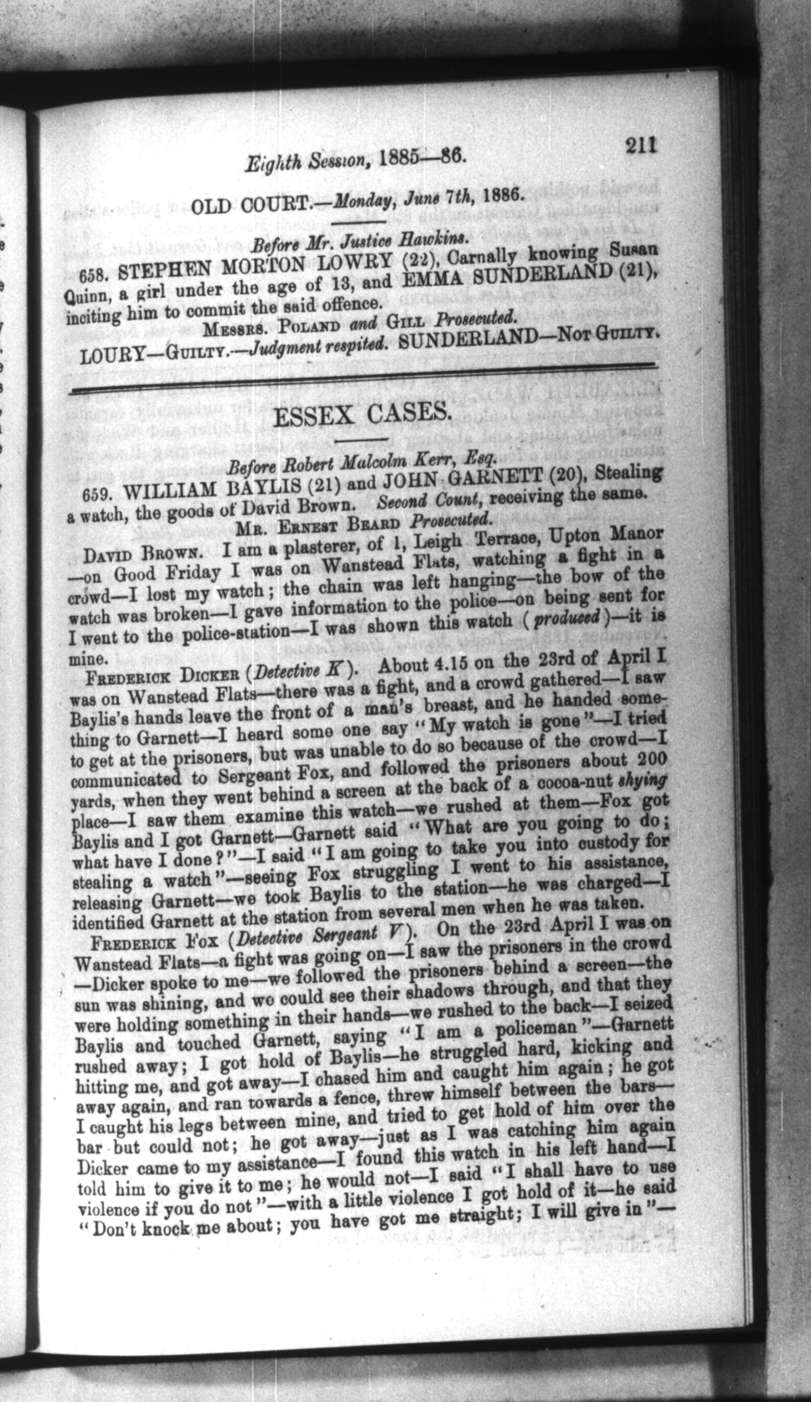 Eighth Session, 1885—86.
211
OLD COURT.—Monday, June 7th, 1886.
Before Mr. Justice Hawkins.
658. STEPHEN MORTON LOWRY (22), Carnally knowing Susan
Quinn, a girl under the age of 13, and EMMA SUNDERLAND (21),
inciting him to commit the said offence.
MESSRS. POLAND and GILL Prosecuted.
LOURY—GUILTY.—Judgment respited. SUNDERLAND—NOT GUILTY.
ESSEX CASES.
Before Robert Malcolm Kerr, Esq.
659. WILLIAM BAYLIS (21) and JOHN GARNETT (20), Stealing
a watch, the goods of David Brown. Second Count, receiving the same.
MR. ERNEST BEARD Prosecuted.
DAVID BROWN. I am a plasterer, of 1, Leigh Terrace, Upton Manor
—on Good Friday I was on Wanstead Flats, watching a fight in a
crowd—I lost my watch; the chain was left hanging—the bow of the
watch was broken—I gave information to the police—on being sent for
I went to the police-station—I was shown this watch (produced)—it is
mine.
FREDERICK DICKER (Detective K). About 4.15 on the 23rd of April I
was on Wanstead Flats—there was a fight, and a crowd gathered—I saw
Baylis's hands leave the front of a man's breast, and he handed some-
thing to Garnett—I heard some one say "My watch is gone"—I tried
to get at the prisoners, but was unable to do so because of the crowd—I
communicated to Sergeant Fox, and followed the prisoners about 200
yards, when they went behind a screen at the back of a cocoa-nut shying
place—I saw them examine this watch—we rushed at them—Fox got
Baylis and I got Garnett—Garnett said "What are you going to do;
what have I done?"—I said "I am going to take you into custody for
stealing a watch"—seeing Fox struggling I went to his assistance,
releasing Garnett—we took Baylis to the station—he was charged—I
identified Garnett at the station from several men when he was taken.
FREDERICK FOX (Detective Sergeant V). On the 23rd April I was on
Wanstead Flats—a fight was going on—I saw the prisoners in the crowd
—Dicker spoke to me—we followed the prisoners behind a screen—the
sun was shining, and we could see their shadows through, and that they
were holding something in their hands—we rushed to the back—I seized
Baylis and touched Garnett, saying "I am a policeman"—Garnett
rushed away; I got hold of Baylis—he struggled hard, kicking and
hitting me, and got away—I chased him and caught him again; he got
away again, and ran towards a fence, threw himself between the bars—
I caught his legs between mine, and tried to get hold of him over the
bar but could not; he got away—just as I was catching him again
Dicker came to my assistance—I found this watch in his left hand—I
told him to give it to me; he would not—I said "I shall have to use
violence if you do not"—with a little violence I got hold of it—he said
"Don't knock me about; you have got me straight; I will give in"—